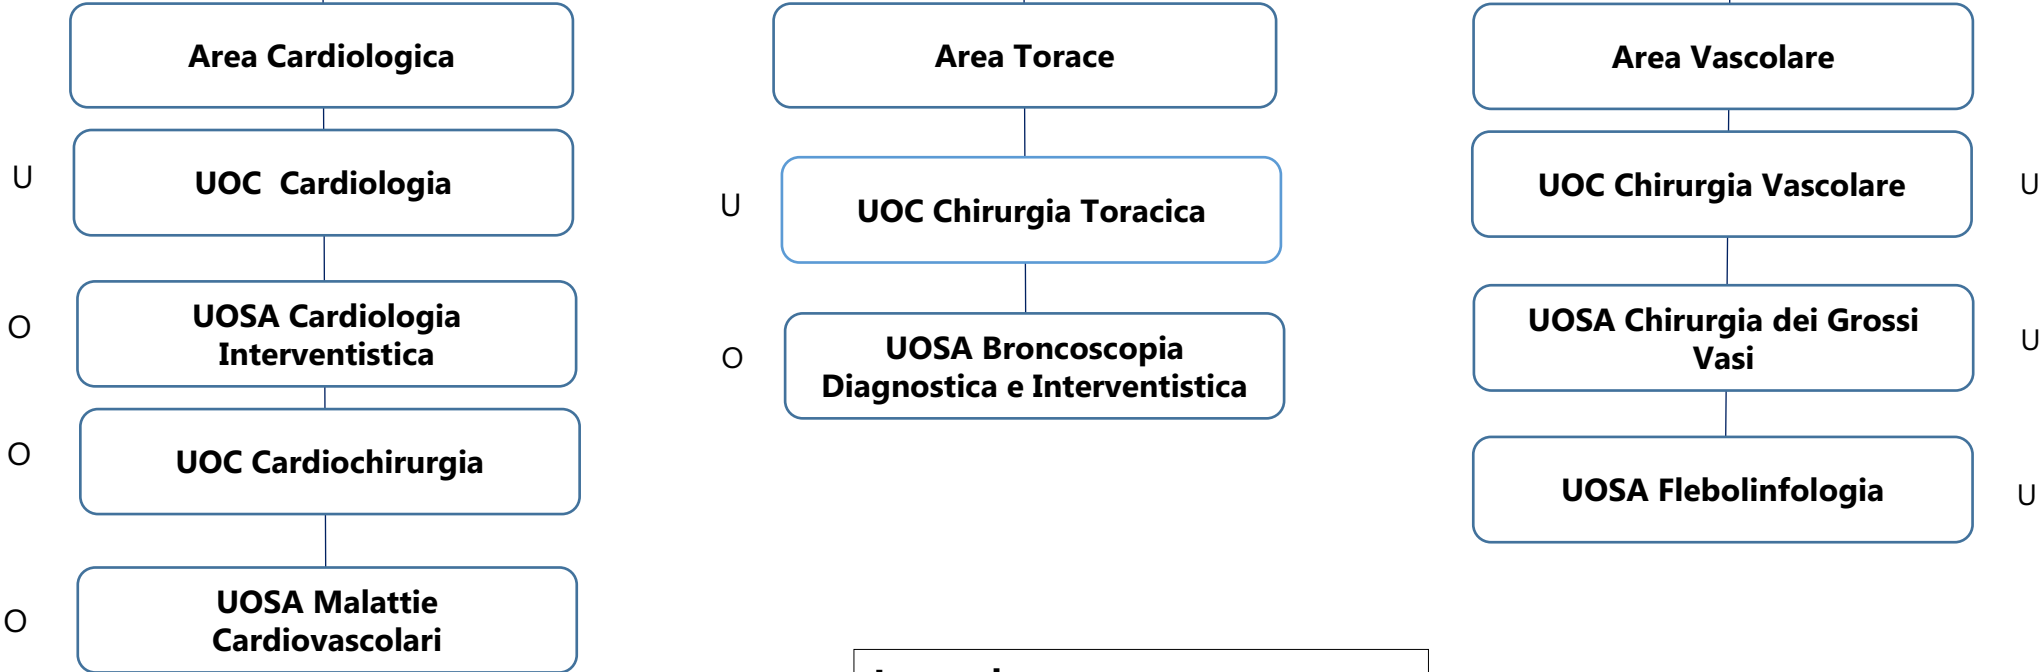 Area Cardiologica
U
UOC Cardiologia
O
UOSA Cardiologia
Interventistica
O
UOC Cardiochirurgia
O
UOSA Malattie
Cardiovascolari
Area Torace
U
UOC Chirurgia Toracica
O
UOSA Broncoscopia
Diagnostica e Interventistica
Area Vascolare
UOC Chirurgia Vascolare
U
UOSA Chirurgia dei Grossi
Vasi
U
UOSA Flebolinfologia
U